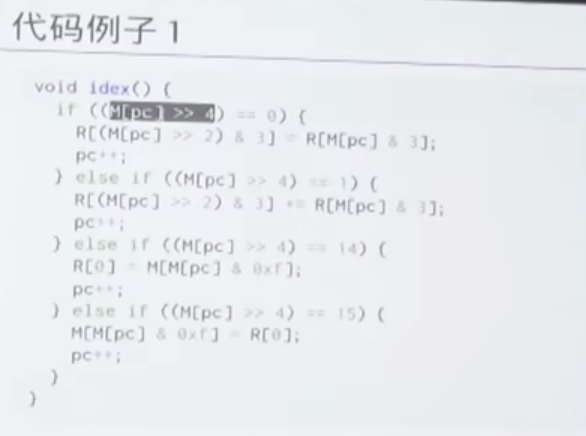 代码例子 1
void idex() {
  if ((M[pc] >> 4) == 0) {
    R[(M[pc] >> 2) & 3] = R[M[pc] & 3];
    pc++;
  } else if ((M[pc] >> 4) == 1) {
    R[(M[pc] >> 2) & 3] += R[M[pc] & 3];
    pc++;
  } else if ((M[pc] >> 4) == 14) {
    R[0] = M[M[pc] & 0xf];
    pc++;
  } else if ((M[pc] >> 4) == 15) {
    M[M[pc] & 0xf] = R[0];
    pc++;
  }
}